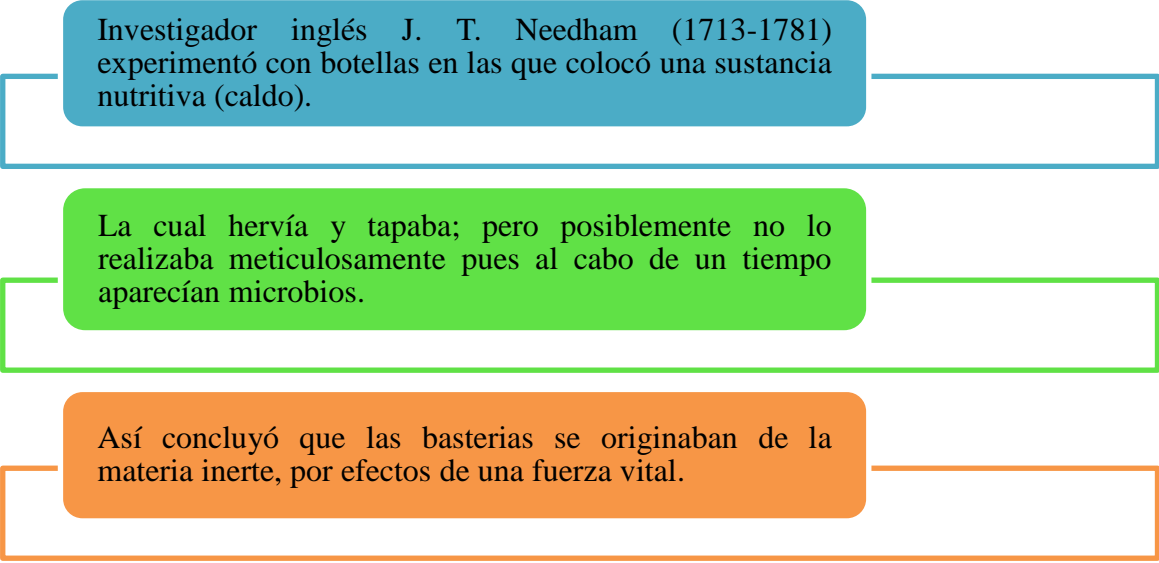 Investigador inglés J. T. Needham (1713-1781)
experimentó con botellas en las que colocó una sustancia
nutritiva (caldo).
La cual hervía y tapaba; pero posiblemente no lo
realizaba meticulosamente pues al cabo de un tiempo
aparecían microbios.
Así concluyó que las basterias se originaban de la
materia inerte, por efectos de una fuerza vital.